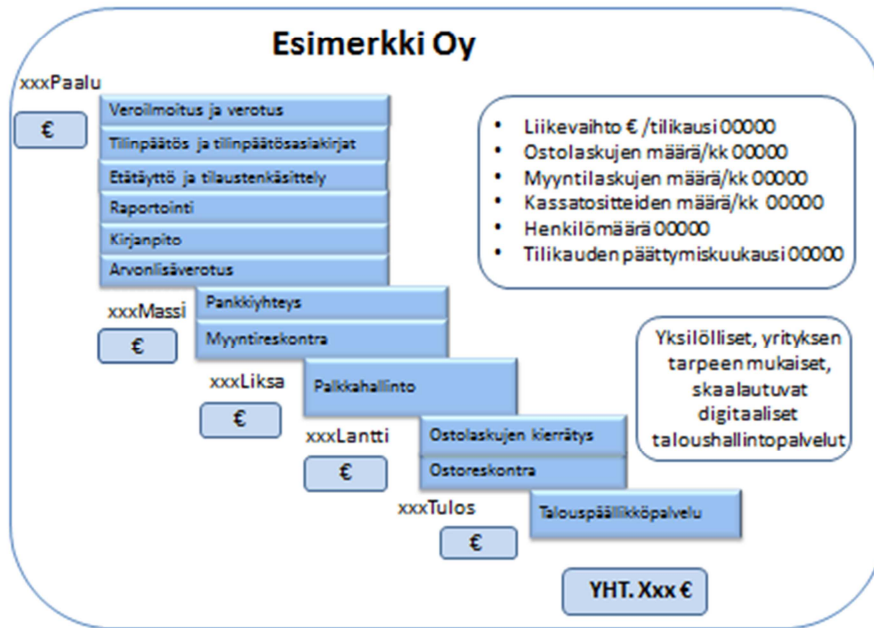 Esimerkki Oy
xxxPaalu
€
Veroilmoitus ja verotus
Tilinpäätös ja tilinpäätösasiakirjat
Etätäyttö ja tilaustenkäsittely
Raportointi
Kirjanpito
Arvonlisäverotus
• Liikevaihto € /tilikausi 00000
• Ostolaskujen määrä/kk 00000
• Myyntilaskujen määrä/kk 00000
• Kassatositteiden määrä/kk 00000
• Henkilömäärä 00000
• Tilikauden päättymiskuukausi 00000
xxxMassi
€
Pankkiyhteys
Myyntireskontra
xxxLiksa
€
Palkkahallinto
Yksilölliset, yrityksen
tarpeen mukaiset,
skaalautuvat
digitaaliset
taloushallintopalvelut
xxxLantti
€
Ostolaskujen kierrätys
Ostoreskontra
xxxTulos
€
Talouspäällikköpalvelu
YHT. Xxx €